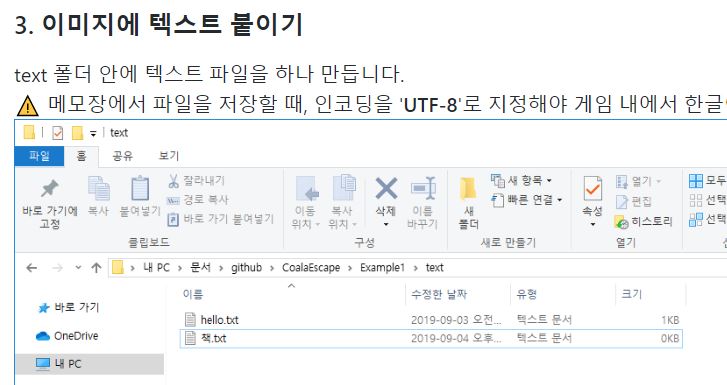 3. 이미지에 텍스트 붙이기
text 폴더 안에 텍스트 파일을 하나 만듭니다.
⚠ 메모장에서 파일을 저장할 때, 인코딩을 'UTF-8'로 지정해야 게임 내에서
text
파일 홈 공유 보기
바로 가기에 고정
복사
붙여넣기
잘라내기
경로 복사
바로 가기 붙여넣기
클립보드
이동 위치
복사 위치
삭제
이름 바꾸기
구성
새 폴더
새 항목
빠른 연결
새로 만들기
속성
열기
편집
히스토리
열기
모두
선택
선택
내 PC > 문서 > github > CoalaEscape > Example1 > text
바로 가기
OneDrive
내 PC
이름 수정한 날짜 유형 크기
hello.txt 2019-09-03 오전... 텍스트 문서 1KB
책.txt 2019-09-04 오후... 텍스트 문서 0KB